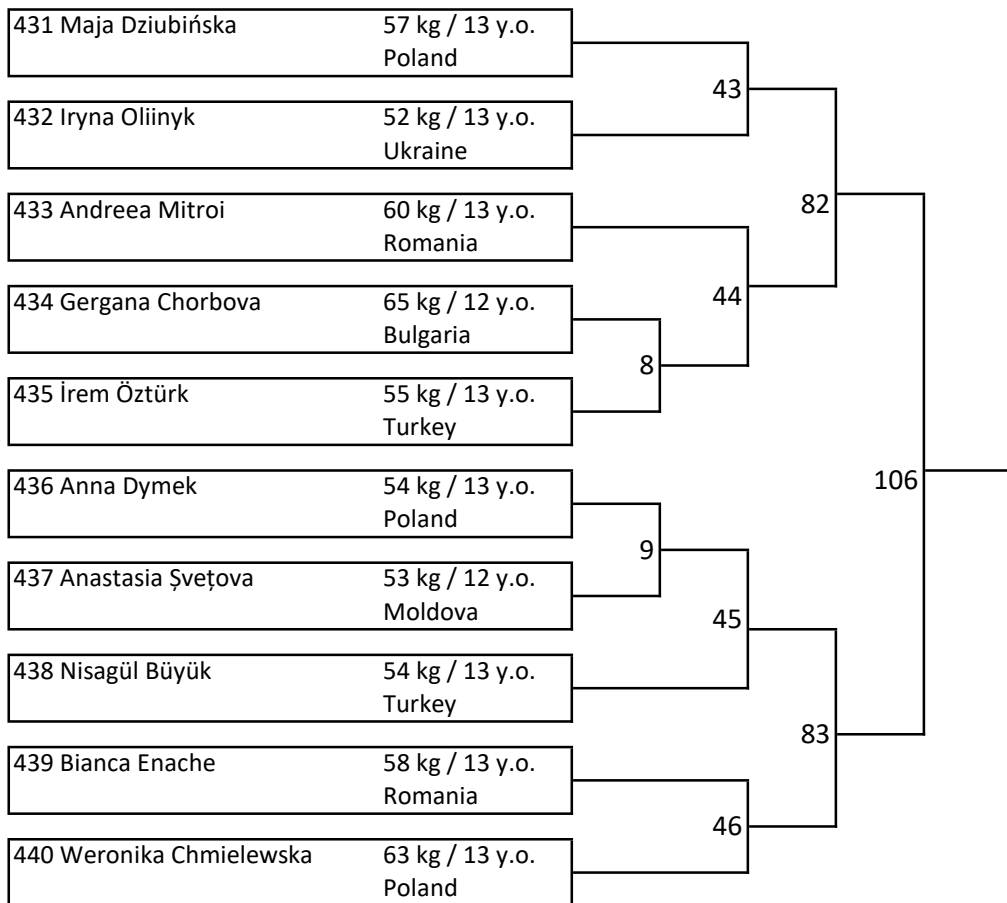 431 Maja Dziubińska 57 kg / 13 y.o.
Poland
43
432 Iryna Oliinyk 52 kg / 13 y.o.
Ukraine
82
433 Andreea Mitroi 60 kg / 13 y.o.
Romania
44
434 Gergana Chorbova 65 kg / 12 y.o.
Bulgaria
8
435 İrem Öztürk 55 kg / 13 y.o.
Turkey
106
436 Anna Dymek 54 kg / 13 y.o.
Poland
9
437 Anastasia Șvețova 53 kg / 12 y.o.
Moldova
45
438 Nisagül Büyük 54 kg / 13 y.o.
Turkey
83
439 Bianca Enache 58 kg / 13 y.o.
Romania
46
440 Weronika Chmielewska 63 kg / 13 y.o.
Poland